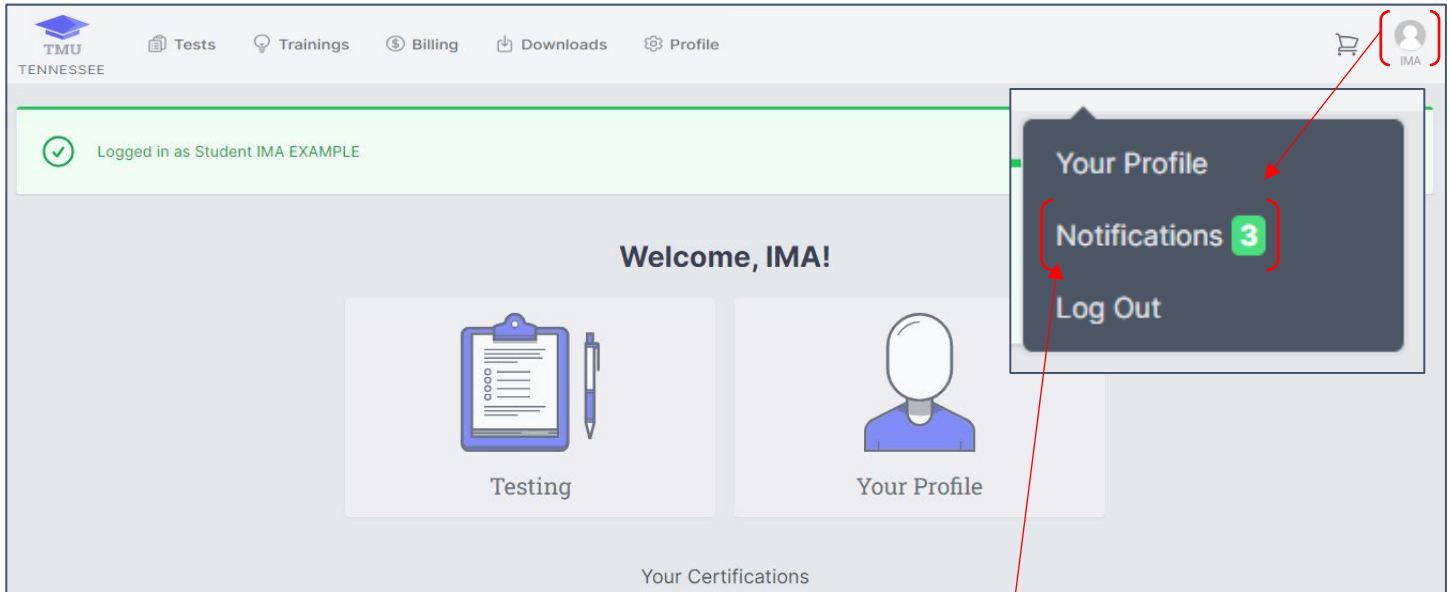 TMU
TENNESSEE
Tests Trainings Billing Downloads Profile
IMA
Logged in as Student IMA EXAMPLE
Your Profile
Notifications 3
Log Out
Welcome, IMA!
Testing
Your Profile
Your Certifications